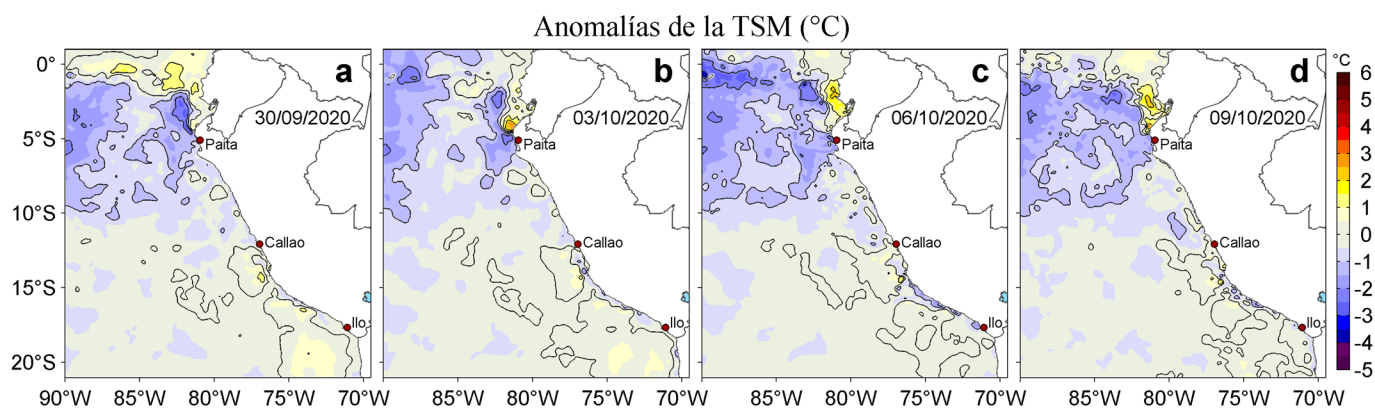 Anomalías de la TSM (°C)
a
b
c
d
°C
30/09/2020
03/10/2020
06/10/2020
09/10/2020
Paita
Paita
Paita
Paita
Callao
Callao
Callao
Callao
Ilo
Ilo
Ilo
Ilo
0°
5°S
10°S
15°S
20°S
90°W 85°W 80°W 75°W 70°W
85°W 80°W 75°W 70°W
85°W 80°W 75°W 70°W
85°W 80°W 75°W 70°W
6
5
4
3
2
1
0
-1
-2
-3
-4
-5